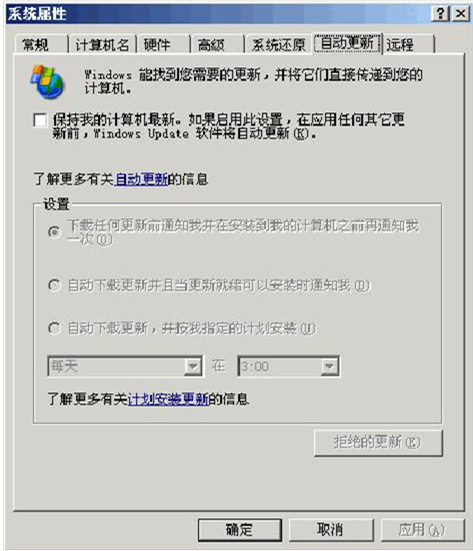 系统属性
常规 计算机名 硬件 高级 系统还原 自动更新 远程
Windows 能找到您需要的更新，并将它们直接传递到您的
计算机。
保持我的计算机最新。如果启用此设置，在应用任何其它更
新前，Windows Update 软件将自动更新(K)。
了解更多有关自动更新的信息
设置
下载任何更新前通知我并在安装到我的计算机之前再通知我
一次(O)
自动下载更新并且当更新就绪可以安装时通知我(D)
自动下载更新，并按我指定的计划安装(U)
每天 在 3:00
了解更多有关计划安装更新的信息
拒绝的更新(E)
确定 取消 应用(A)